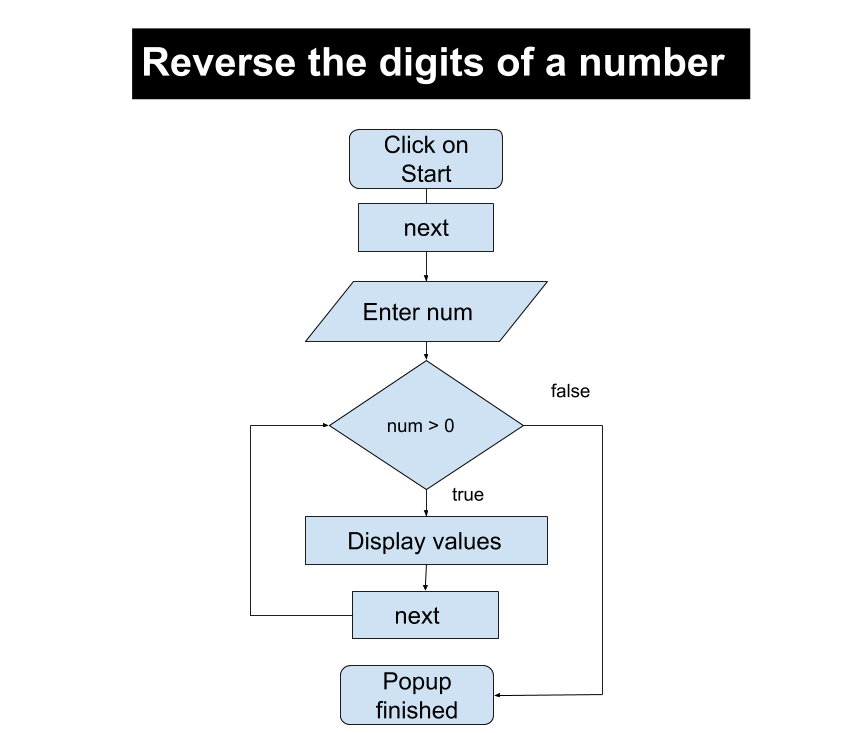 Reverse the digits of a number
Click on
Start
next
Enter num
false
num > 0
true
Display values
next
Popup
finished